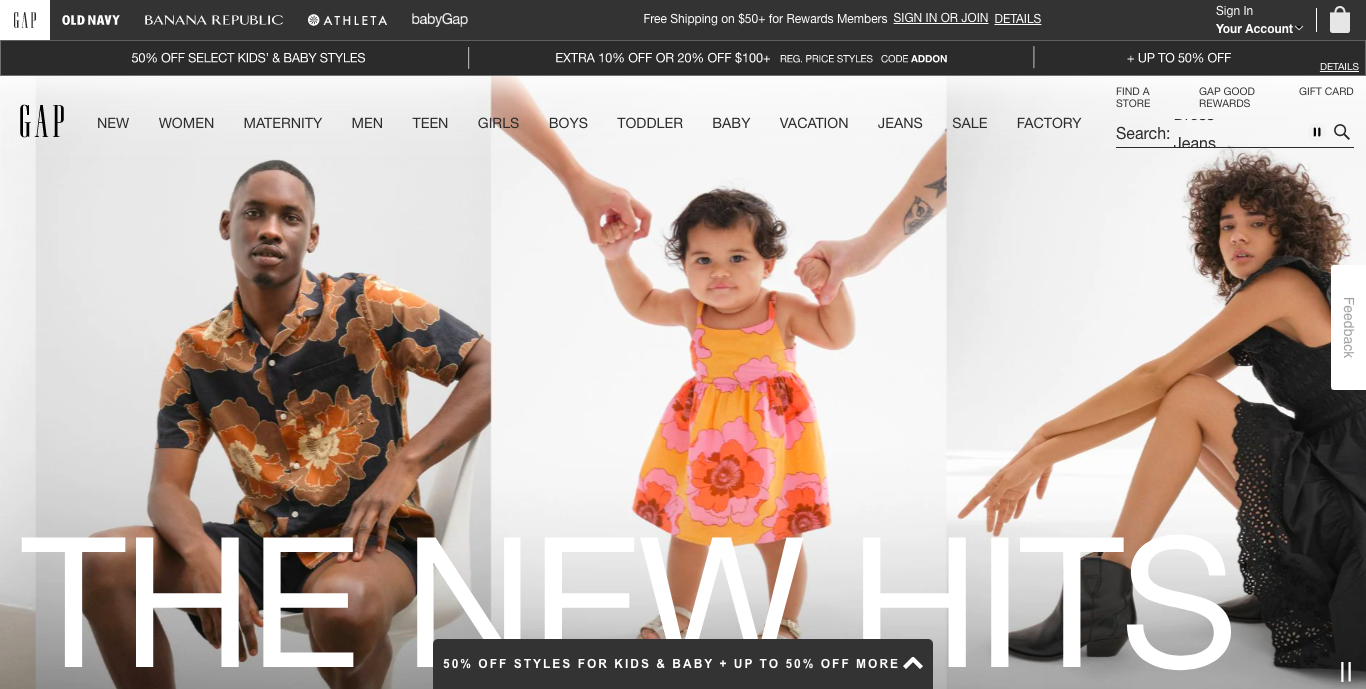 GAP
OLD NAVY
BANANA REPUBLIC
ATHLETA
babyGap
Free Shipping on $50+ for Rewards Members SIGN IN OR JOIN DETAILS
Sign In
Your Account
50% OFF SELECT KIDS' & BABY STYLES
EXTRA 10% OFF OR 20% OFF $100+ REG. PRICE STYLES CODE ADDON
+ UP TO 50% OFF
DETAILS
FIND A
STORE
GAP GOOD
REWARDS
GIFT CARD
GAP
NEW WOMEN MATERNITY MEN TEEN GIRLS BOYS TODDLER BABY VACATION JEANS SALE FACTORY
Search:
Jeans
Feedback
THE NEW HITS
50% OFF STYLES FOR KIDS & BABY + UP TO 50% OFF MORE